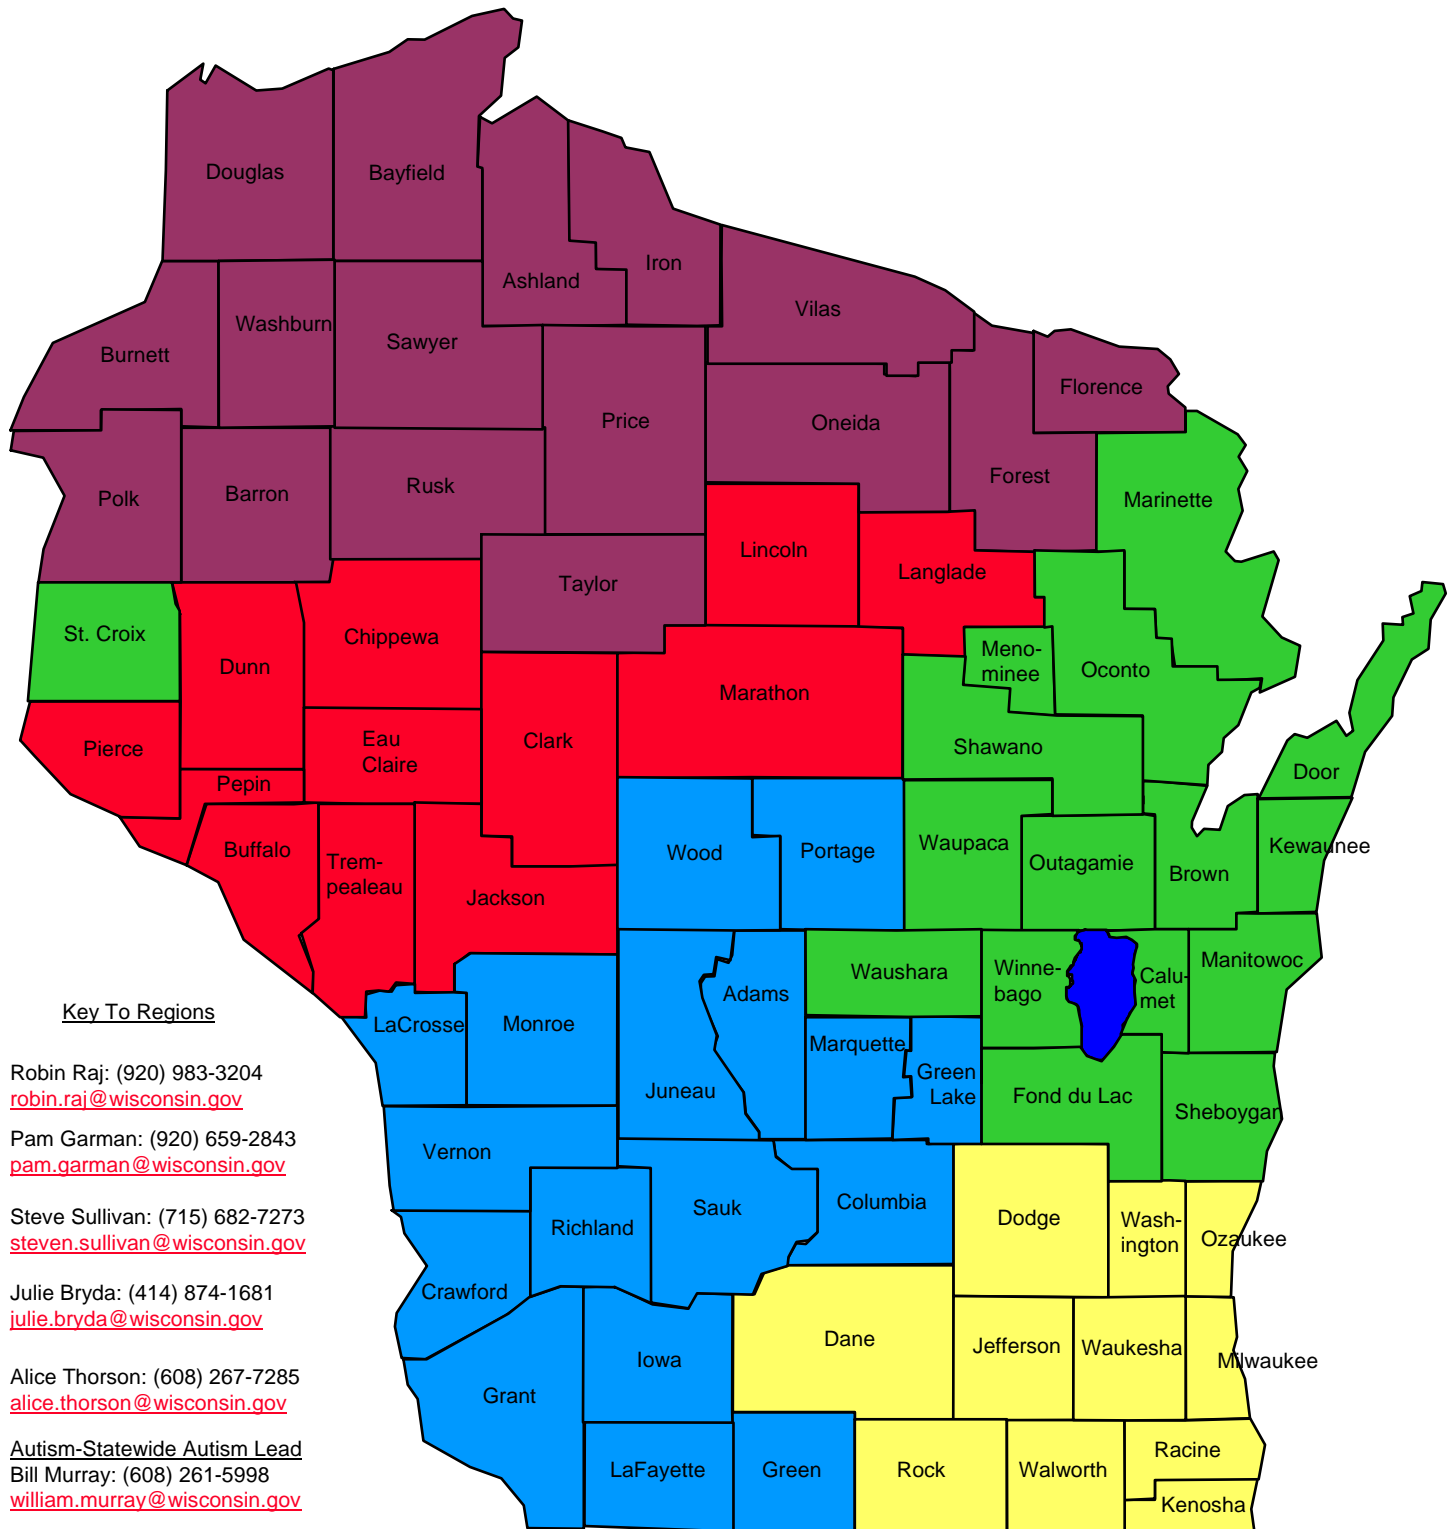 Douglas
Bayfield
Ashland
Iron
Vilas
Burnett
Washburn
Sawyer
Price
Oneida
Florence
Forest
Polk
Barron
Rusk
Marinette
Lincoln
Langlade
Taylor
St. Croix
Dunn
Chippewa
Marathon
Meno-
minee
Oconto
Pierce
Eau
Claire
Clark
Shawano
Door
Pepin
Buffalo
Trem-
pealeau
Jackson
Wood
Portage
Waupaca
Outagamie
Brown
Kewaunee
Waushara
Winne-
bago
Calu-
met
Manitowoc
LaCrosse
Monroe
Juneau
Adams
Marquette
Green
Lake
Fond du Lac
Sheboygan
Vernon
Richland
Sauk
Columbia
Dodge
Wash-
ington
Ozaukee
Crawford
Grant
Iowa
Dane
Jefferson
Waukesha
Milwaukee
LaFayette
Green
Rock
Walworth
Racine
Kenosha
Key To Regions
Robin Raj: (920) 983-3204
robin.raj@wisconsin.gov
Pam Garman: (920) 659-2843
pam.garman@wisconsin.gov
Steve Sullivan: (715) 682-7273
steven.sullivan@wisconsin.gov
Julie Bryda: (414) 874-1681
julie.bryda@wisconsin.gov
Alice Thorson: (608) 267-7285
alice.thorson@wisconsin.gov
Autism-Statewide Autism Lead
Bill Murray: (608) 261-5998
william.murray@wisconsin.gov